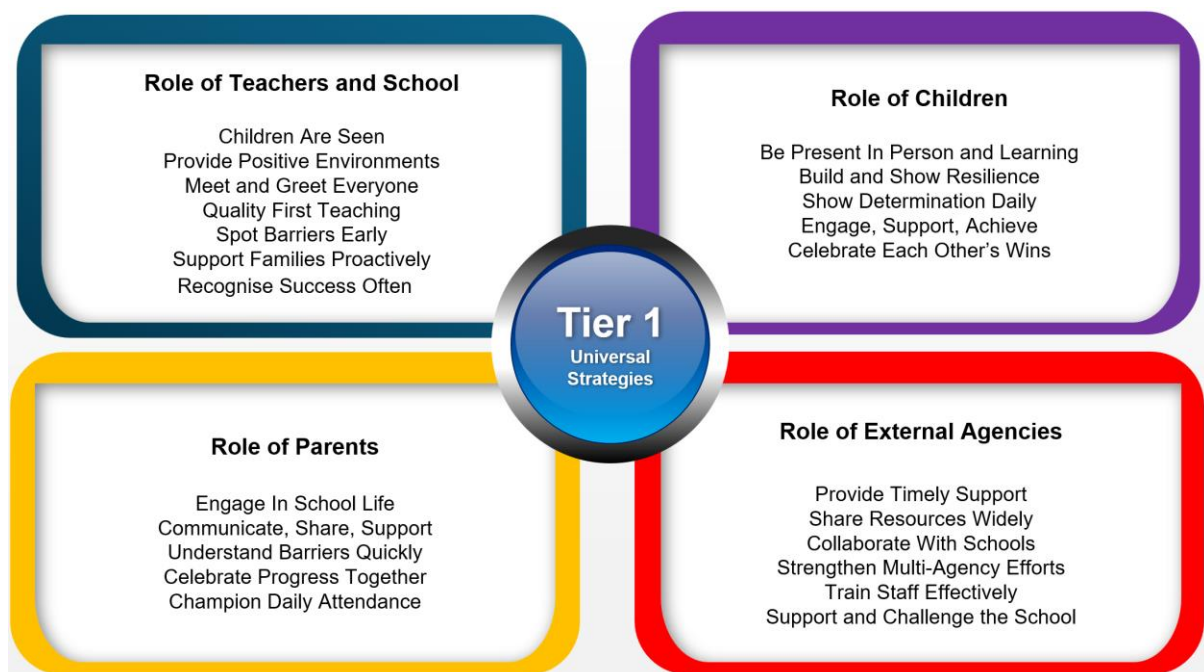 Role of Teachers and School
Children Are Seen
Provide Positive Environments
Meet and Greet Everyone
Quality First Teaching
Spot Barriers Early
Support Families Proactively
Recognise Success Often
Role of Children
Be Present In Person and Learning
Build and Show Resilience
Show Determination Daily
Engage, Support, Achieve
Celebrate Each Other’s Wins
Tier 1
Universal
Strategies
Role of Parents
Engage In School Life
Communicate, Share, Support
Understand Barriers Quickly
Celebrate Progress Together
Champion Daily Attendance
Role of External Agencies
Provide Timely Support
Share Resources Widely
Collaborate With Schools
Strengthen Multi-Agency Efforts
Train Staff Effectively
Support and Challenge the School